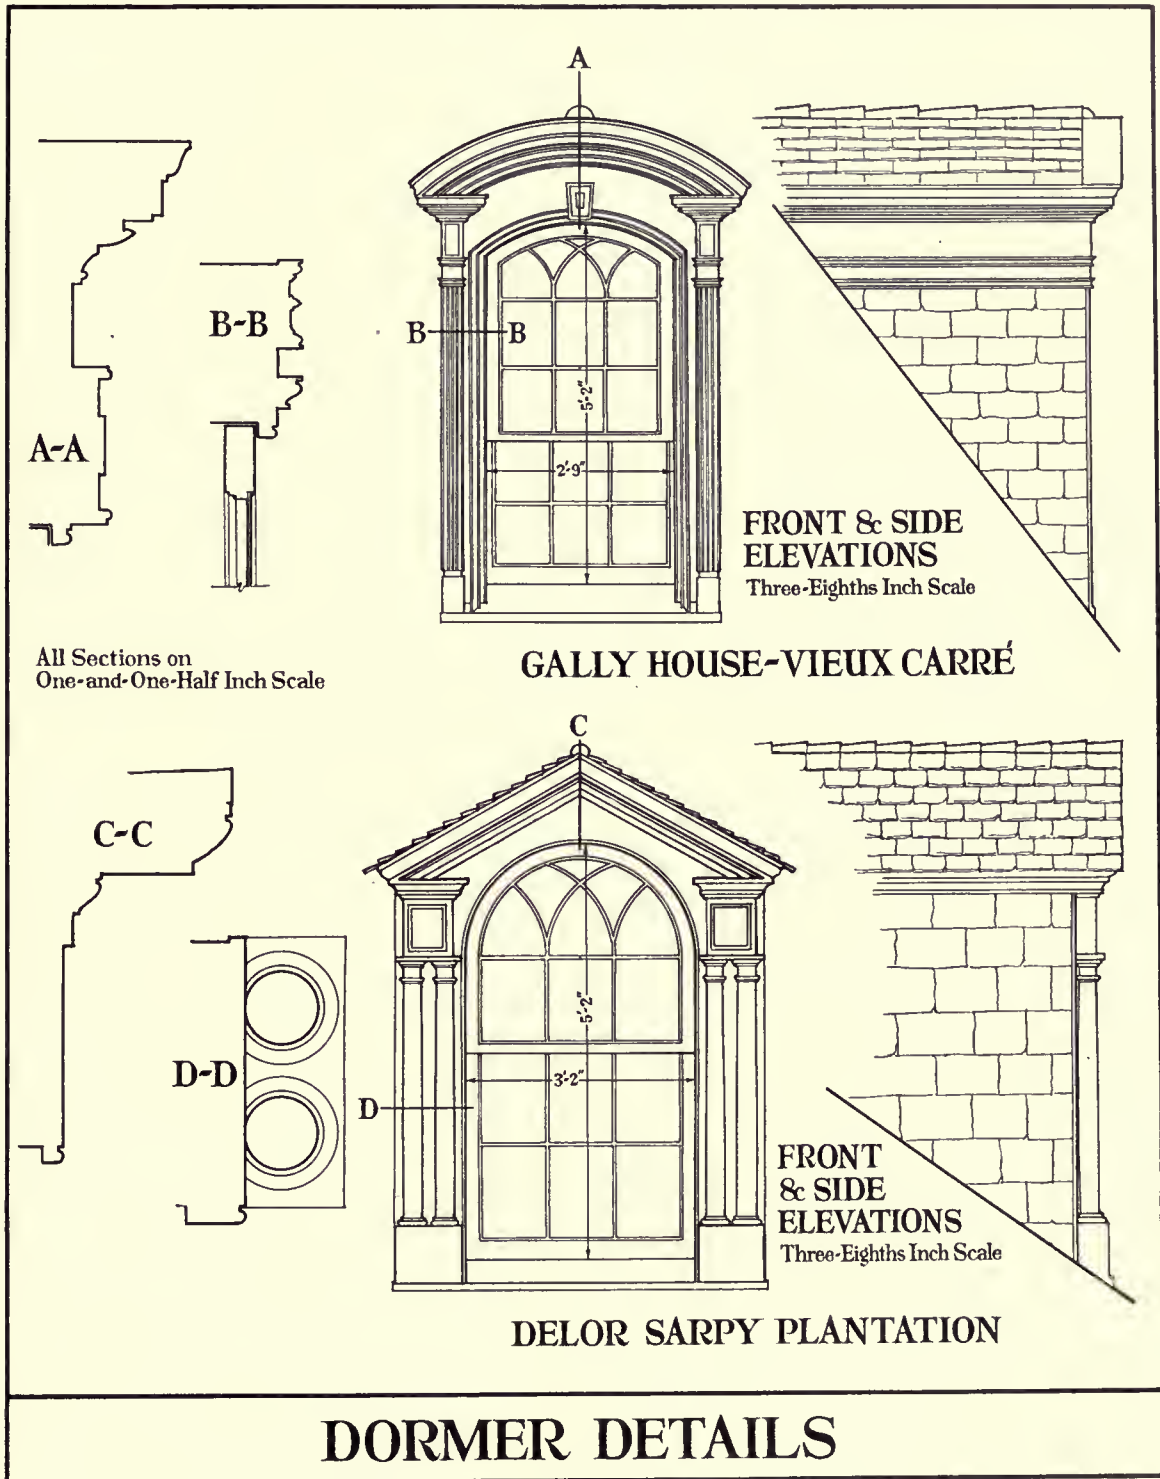 A
B-B
B
B
A-A
5'-2"
2'-9"
FRONT & SIDE
ELEVATIONS
Three-Eighths Inch Scale
All Sections on
One-and-One-Half Inch Scale
GALLY HOUSE-VIEUX CARRÉ
C
C-C
5'-2"
D-D
3'-2"
D
FRONT
& SIDE
ELEVATIONS
Three-Eighths Inch Scale
DELOR SARPY PLANTATION
DORMER DETAILS